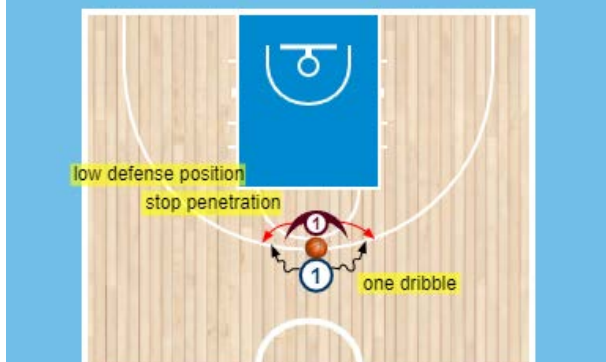 low defense position
stop penetration
1
1
one dribble